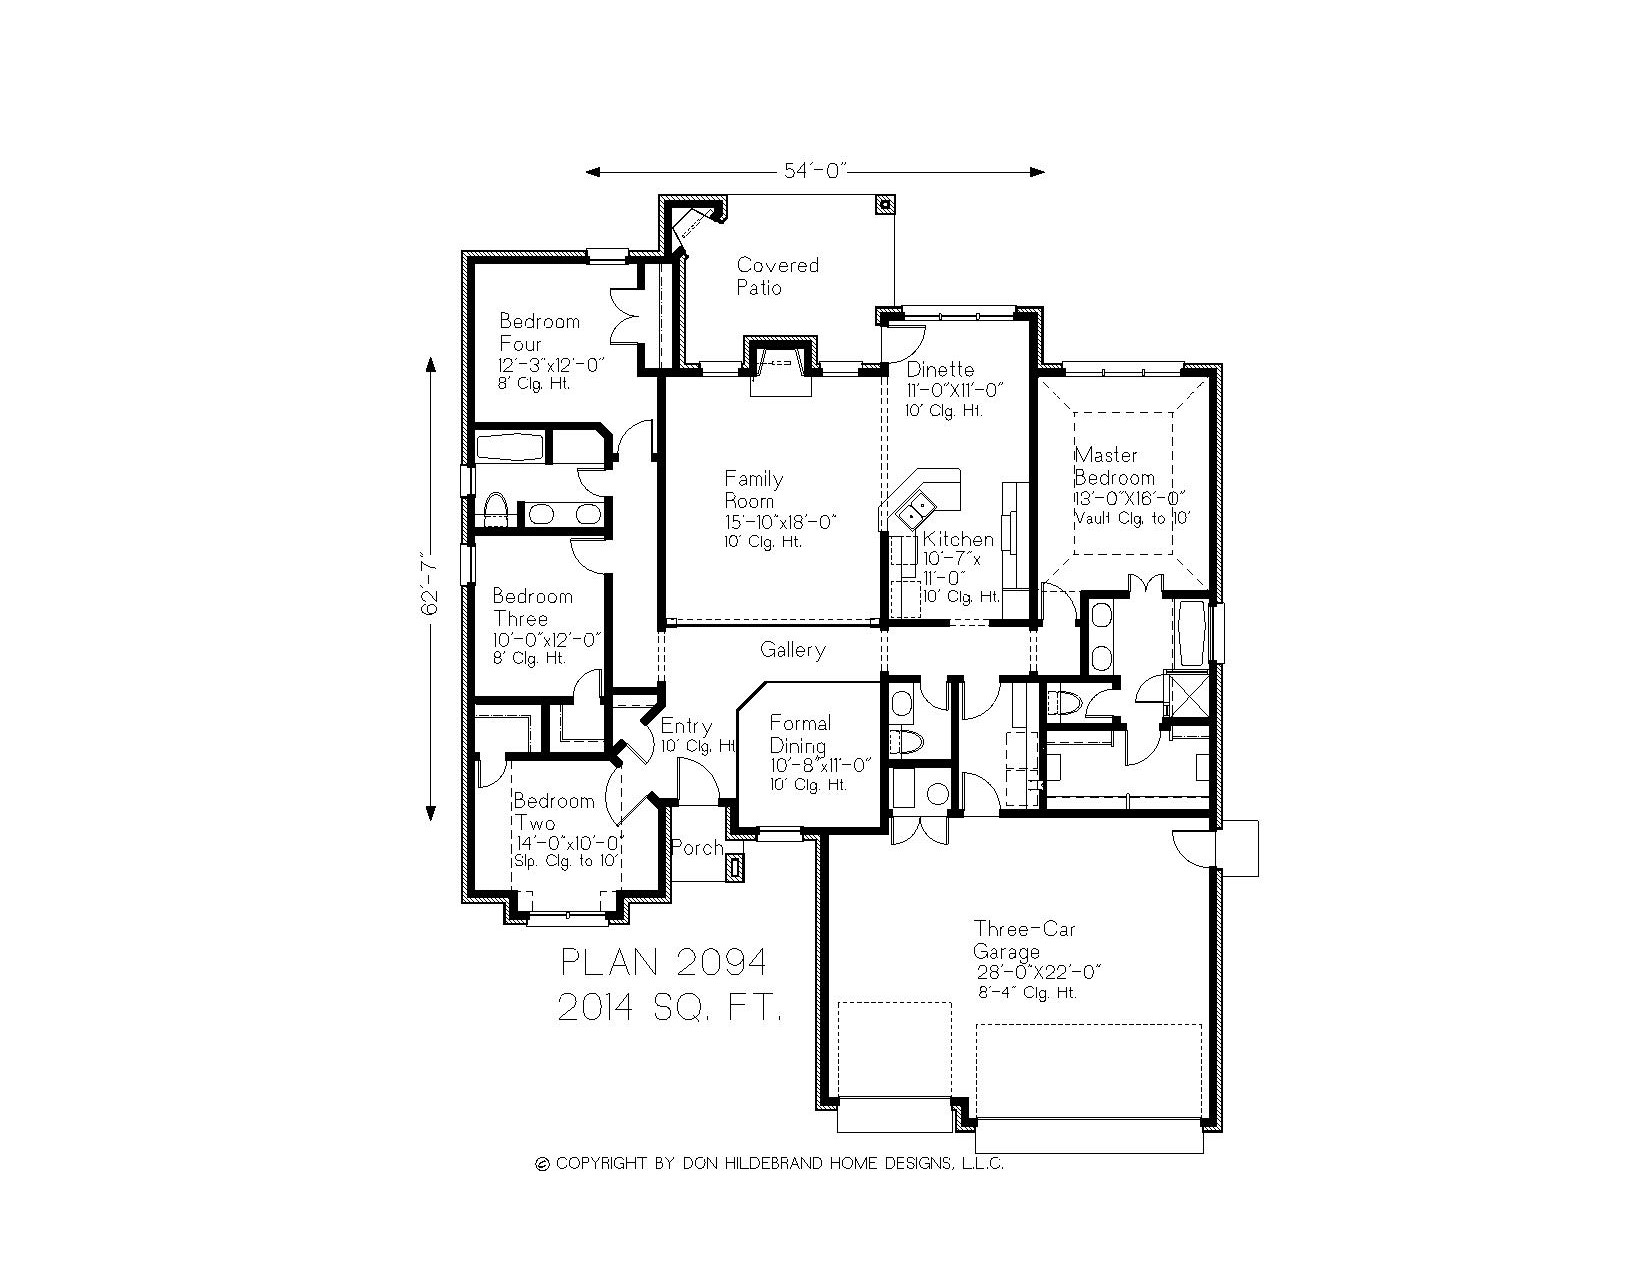 54'-0"
Covered
Patio
Bedroom
Four
12'-3"x12'-0"
8' Clg. Ht.
Dinette
11'-0"X11'-0"
10' Clg. Ht.
Master
Bedroom
13'-0"X16'-0"
Vault Clg. to 10'
Family
Room
15'-10"x18'-0"
10' Clg. Ht.
Kitchen
10'-7"x
11'-0"
10' Clg. Ht.
62'-7"
Bedroom
Three
10'-0"x12'-0"
8' Clg. Ht.
Gallery
Entry
10' Clg. Ht
Formal
Dining
10'-8"x11'-0"
10' Clg. Ht.
Bedroom
Two
14'-0"x10'-0"
Slp. Clg. to 10'
Porch
Three-Car
Garage
28'-0"X22'-0"
8'-4" Clg. Ht.
PLAN 2094
2014 SQ. FT.
© COPYRIGHT BY DON HILDEBRAND HOME DESIGNS, L.L.C.